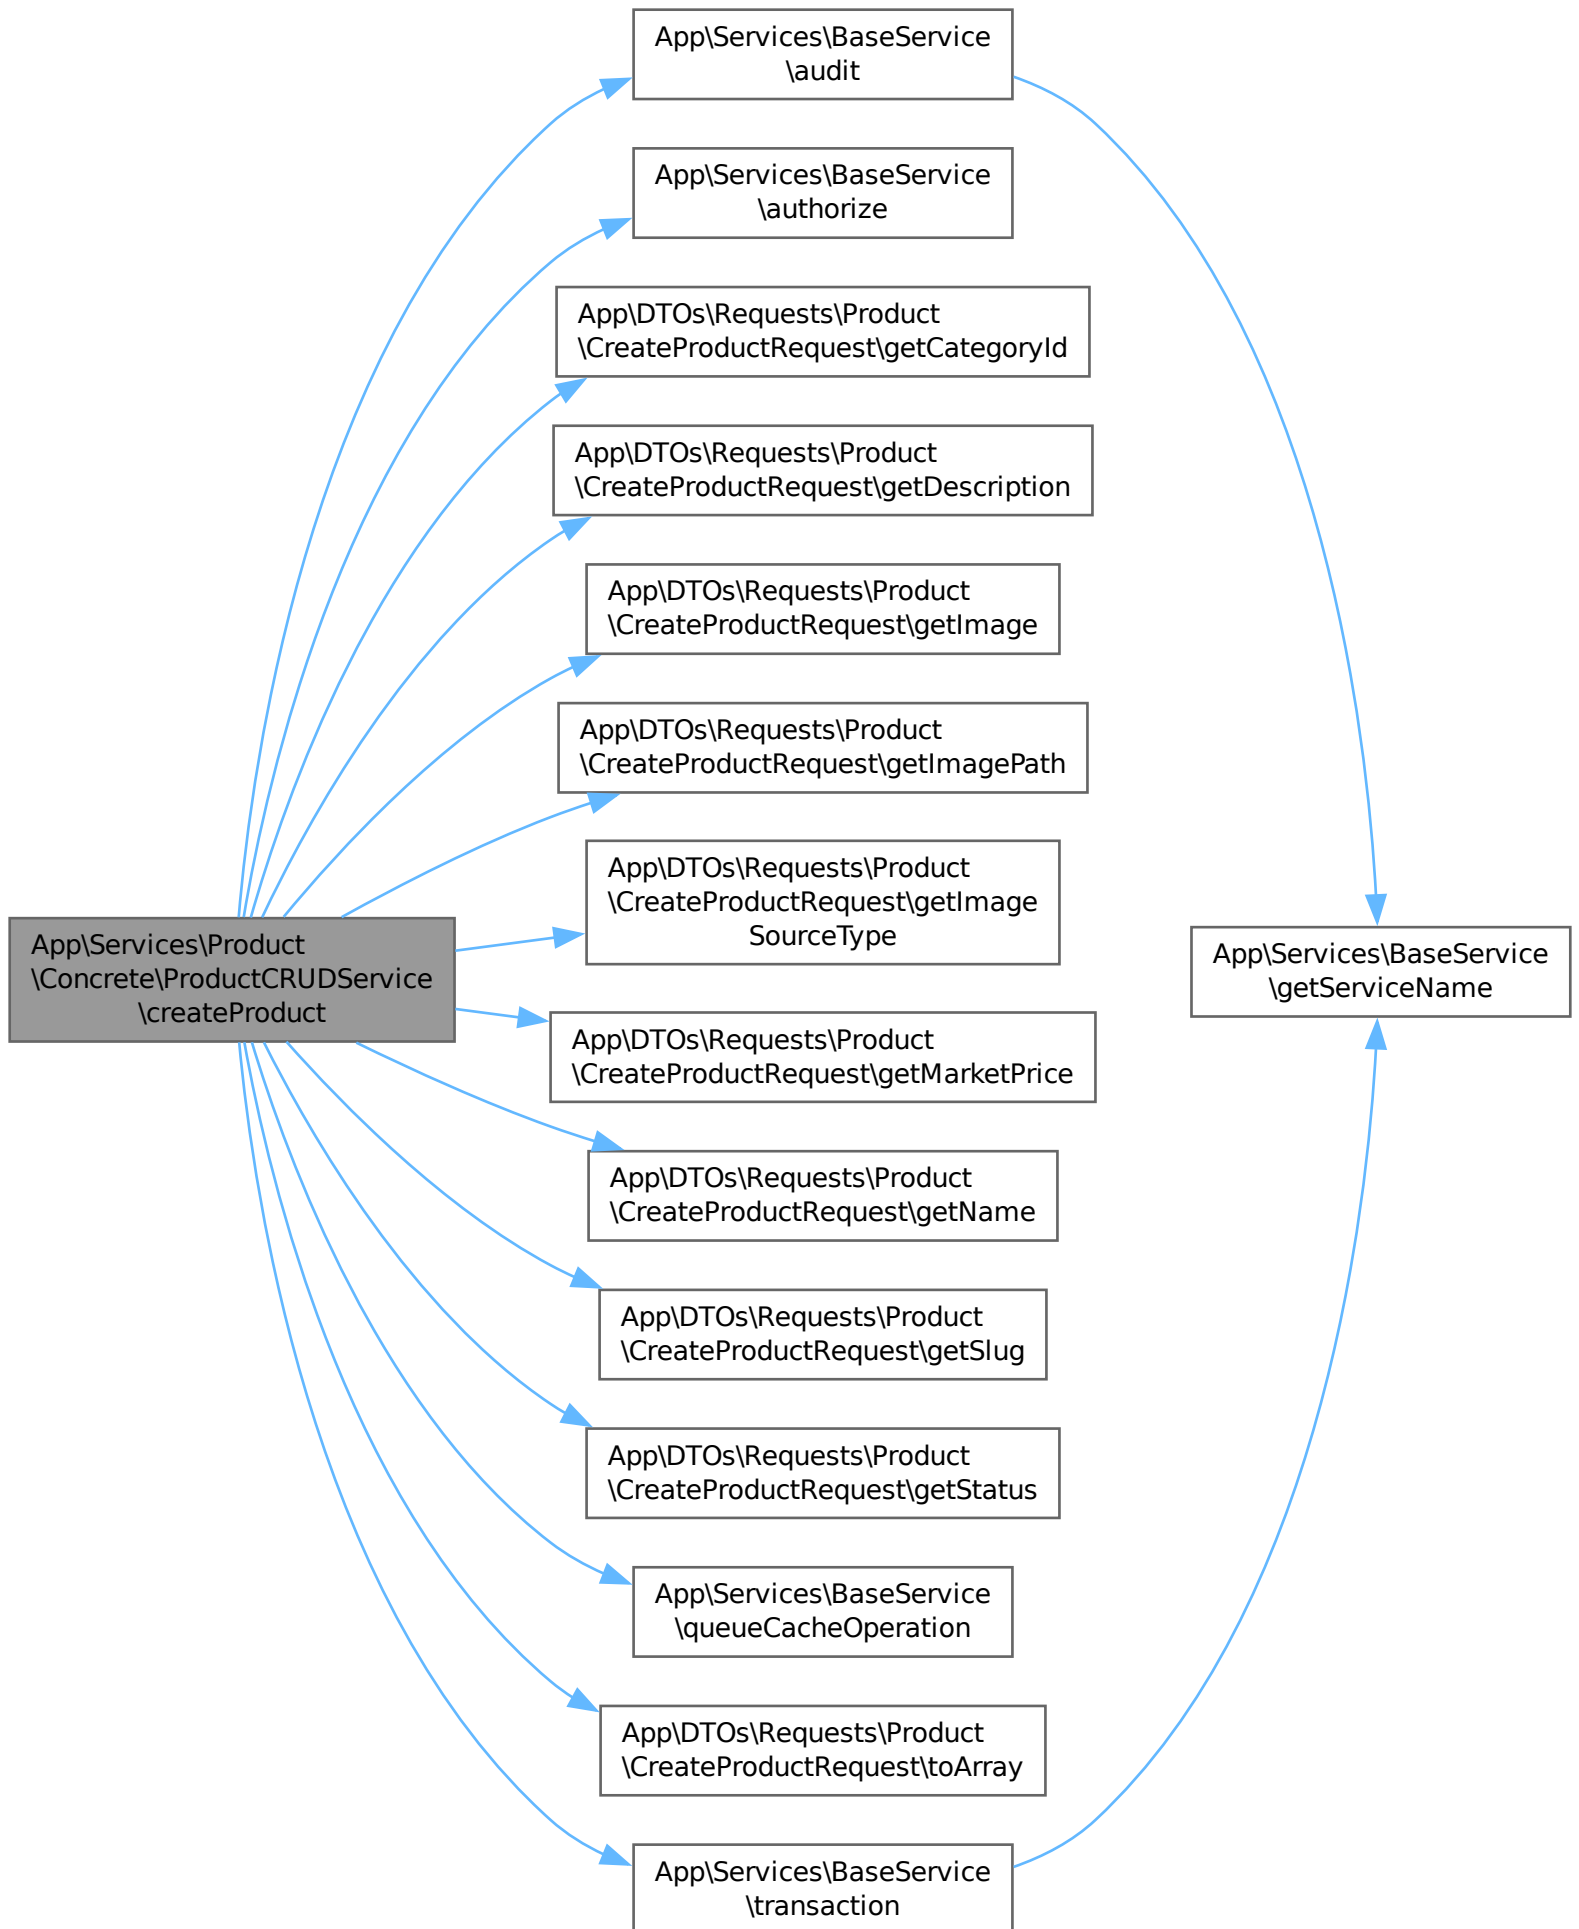 App\Services\BaseService
\audit
App\Services\BaseService
\authorize
App\DTOs\Requests\Product
\CreateProductRequest\getCategoryId
App\DTOs\Requests\Product
\CreateProductRequest\getDescription
App\DTOs\Requests\Product
\CreateProductRequest\getImage
App\DTOs\Requests\Product
\CreateProductRequest\getImagePath
App\DTOs\Requests\Product
\CreateProductRequest\getImage
SourceType
App\Services\Product
\Concrete\ProductCRUDService
\createProduct
App\Services\BaseService
\getServiceName
App\DTOs\Requests\Product
\CreateProductRequest\getMarketPrice
App\DTOs\Requests\Product
\CreateProductRequest\getName
App\DTOs\Requests\Product
\CreateProductRequest\getSlug
App\DTOs\Requests\Product
\CreateProductRequest\getStatus
App\Services\BaseService
\queueCacheOperation
App\DTOs\Requests\Product
\CreateProductRequest\toArray
App\Services\BaseService
\transaction